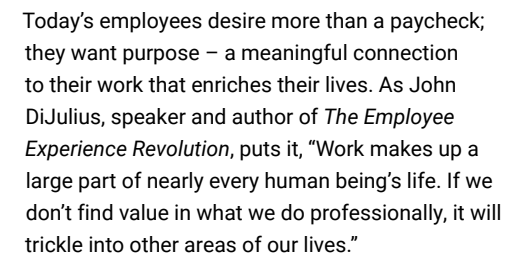 Today's employees desire more than a paycheck;
they want purpose – a meaningful connection
to their work that enriches their lives. As John
DiJulius, speaker and author of The Employee
Experience Revolution, puts it, “Work makes up a
large part of nearly every human being’s life. If we
don’t find value in what we do professionally, it will
trickle into other areas of our lives.”